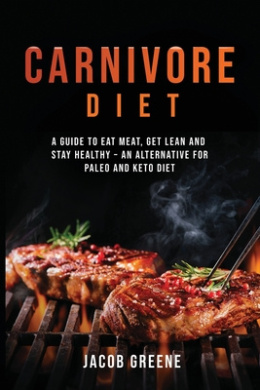 CARNIVORE
DIET
A GUIDE TO EAT MEAT, GET LEAN AND
STAY HEALTHY – AN ALTERNATIVE FOR
PALEO AND KETO DIET
JACOB GREENE